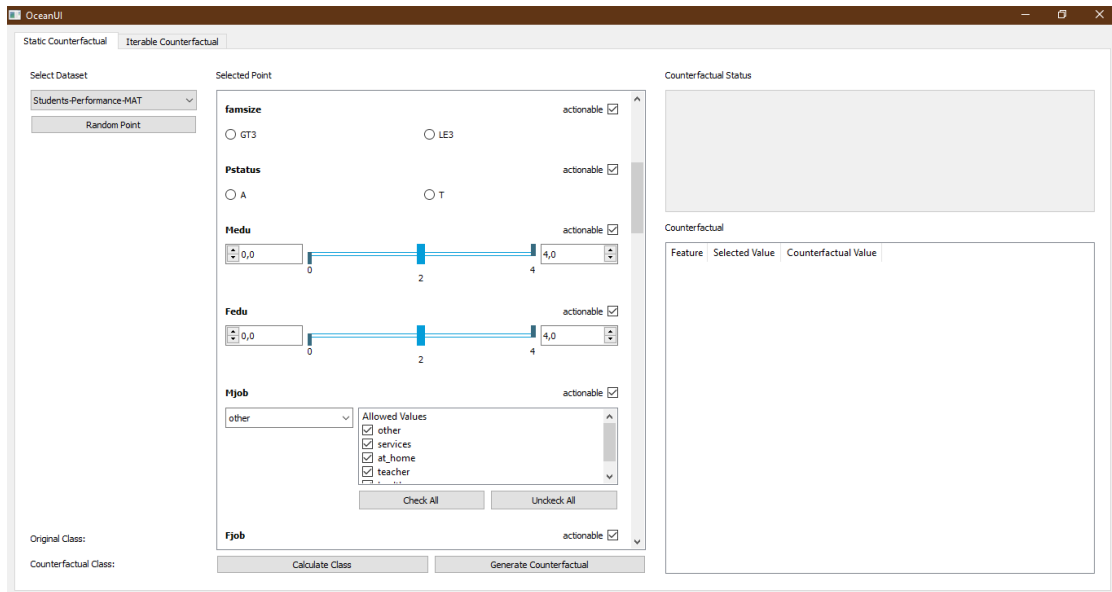 OceanUI
Static Counterfactual
Iterable Counterfactual
Select Dataset
Students-Performance-MAT
Random Point
Original Class:
Counterfactual Class:
Selected Point
famsize
actionable
GT3
LE3
Pstatus
actionable
A
T
Medu
actionable
0,0
4,0
0
4
2
Fedu
actionable
0,0
4,0
0
4
2
Mjob
actionable
other
Allowed Values
other
services
at_home
teacher
Check All
Unckeck All
Fjob
actionable
Calculate Class
Generate Counterfactual
Counterfactual Status
Counterfactual
Feature Selected Value Counterfactual Value